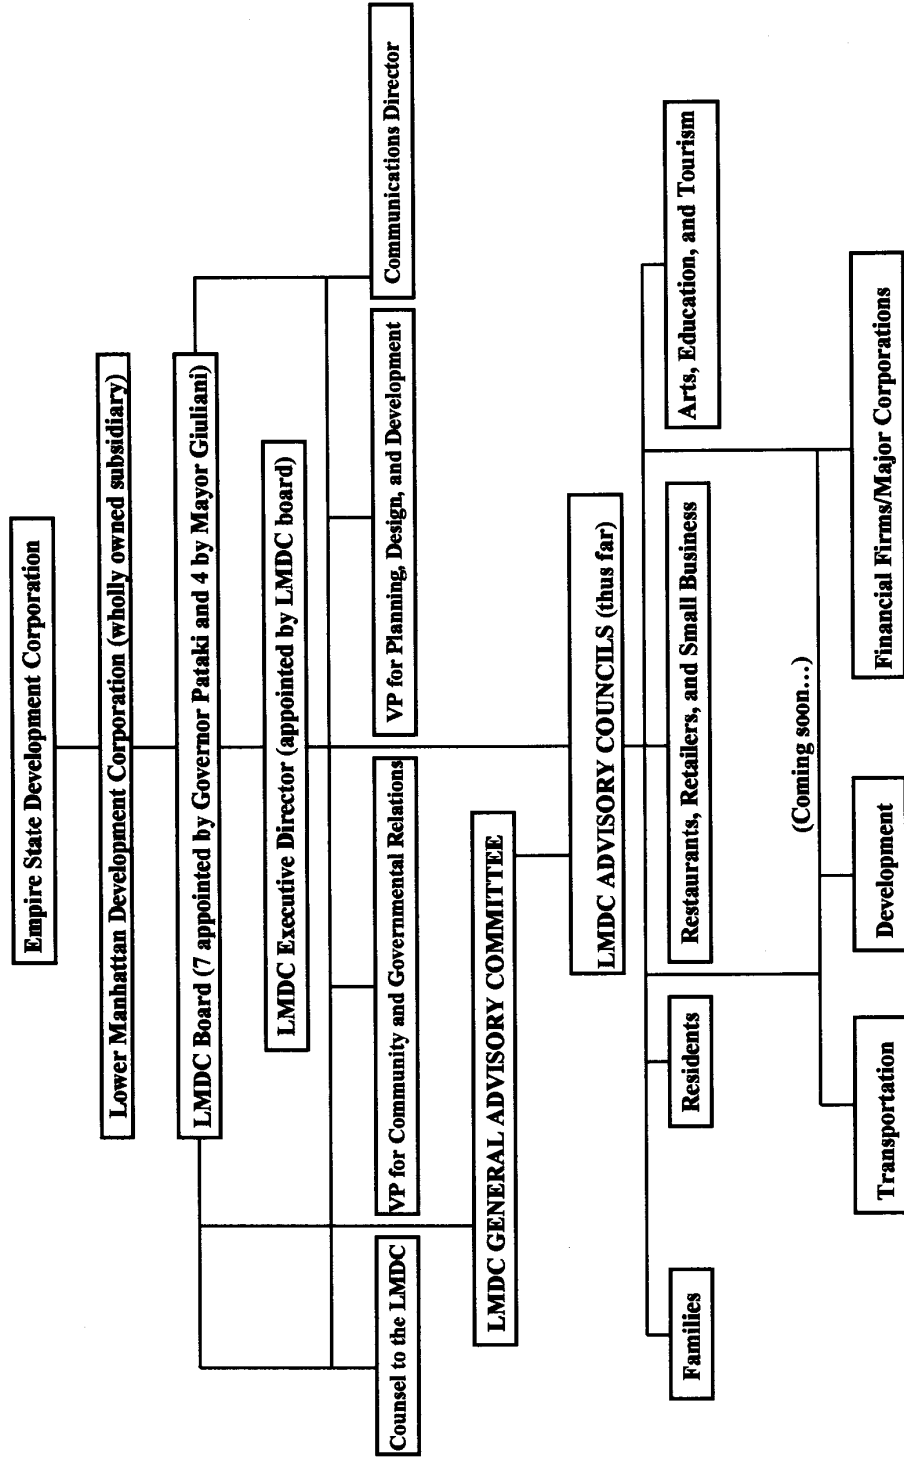 Empire State Development Corporation
Lower Manhattan Development Corporation (wholly owned subsidiary)
LMDC Board (7 appointed by Governor Pataki and 4 by Mayor Giuliani)
LMDC Executive Director (appointed by LMDC board)
Counsel to the LMDC
VP for Community and Governmental Relations
VP for Planning, Design, and Development
Communications Director
LMDC GENERAL ADVISORY COMMITTEE
LMDC ADVISORY COUNCILS (thus far)
Families
Residents
Restaurants, Retailers, and Small Business
Arts, Education, and Tourism
(Coming soon...)
Transportation
Development
Financial Firms/Major Corporations